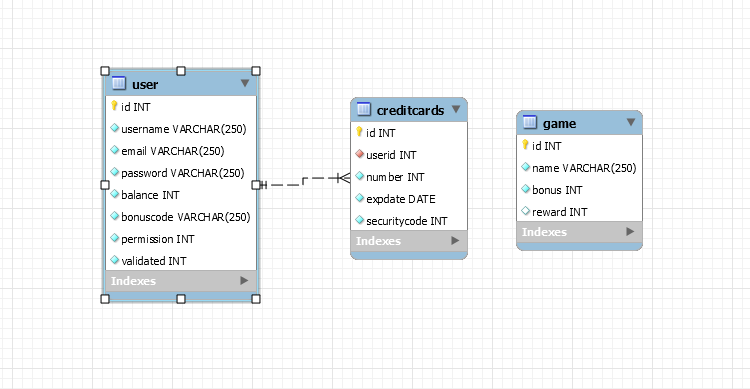 user
id INT
username VARCHAR(250)
email VARCHAR(250)
password VARCHAR(250)
balance INT
bonuscode VARCHAR(250)
permission INT
validated INT
Indexes
creditcards
id INT
userid INT
number INT
expdate DATE
securitycode INT
Indexes
game
id INT
name VARCHAR(250)
bonus INT
reward INT
Indexes